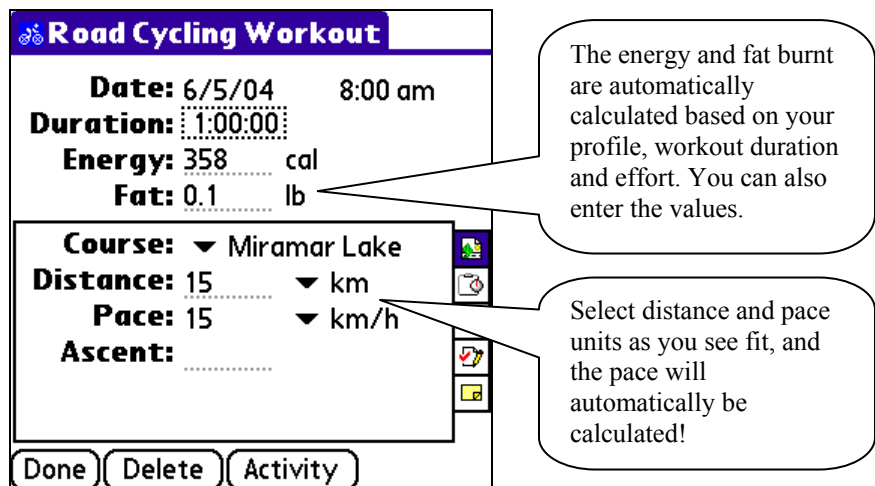 Road Cycling Workout
Date: 6/5/04 8:00 am
Duration: 1:00:00
Energy: 358 cal
Fat: 0.1 lb
Course: Miramar Lake
Distance: 15 km
Pace: 15 km/h
Ascent:
Done Delete Activity
The energy and fat burnt
are automatically
calculated based on your
profile, workout duration
and effort. You can also
enter the values.
Select distance and pace
units as you see fit, and
the pace will
automatically be
calculated!